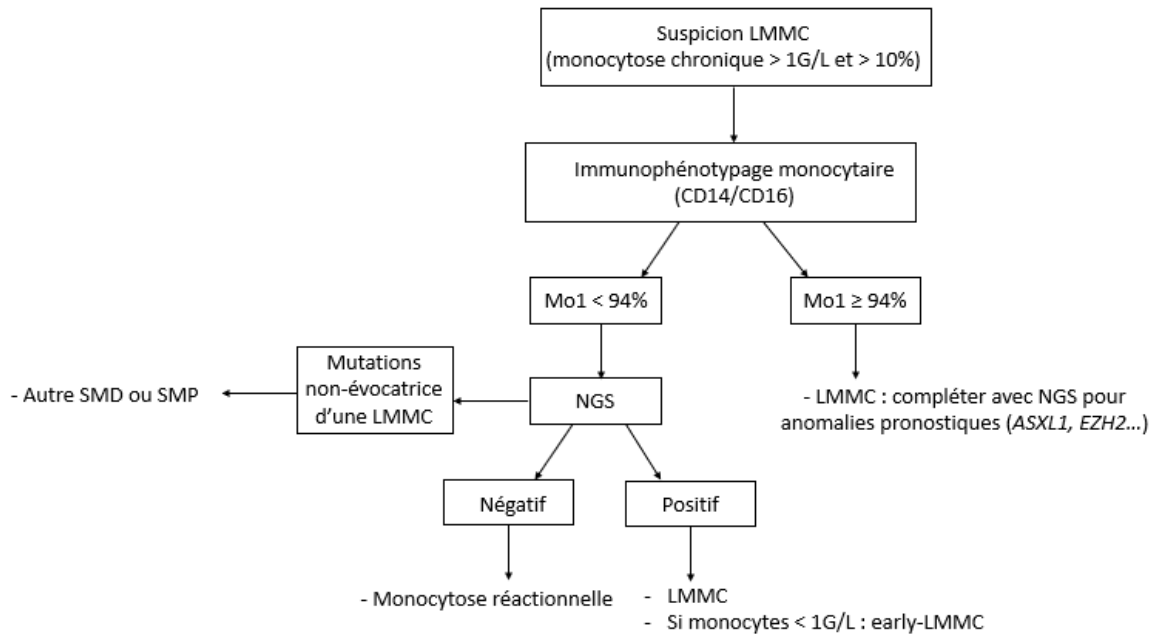 Suspicion LMMC
(monocytose chronique > 1G/L et > 10%)
Immunophénotypage monocytaire
(CD14/CD16)
Mo1 < 94%
Mo1 ≥ 94%
Mutations
non-évocatrice
d'une LMMC
- Autre SMD ou SMP
NGS
- LMMC : compléter avec NGS pour
anomalies pronostiques (ASXL1, EZH2...)
Négatif
Positif
- Monocytose réactionnelle
- LMMC
- Si monocytes < 1G/L : early-LMMC